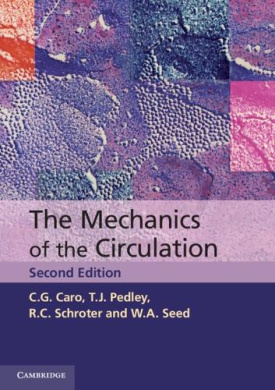 The Mechanics
of the Circulation
Second Edition
C.G. Caro, T.J. Pedley,
R.C. Schroter and W.A. Seed
CAMBRIDGE